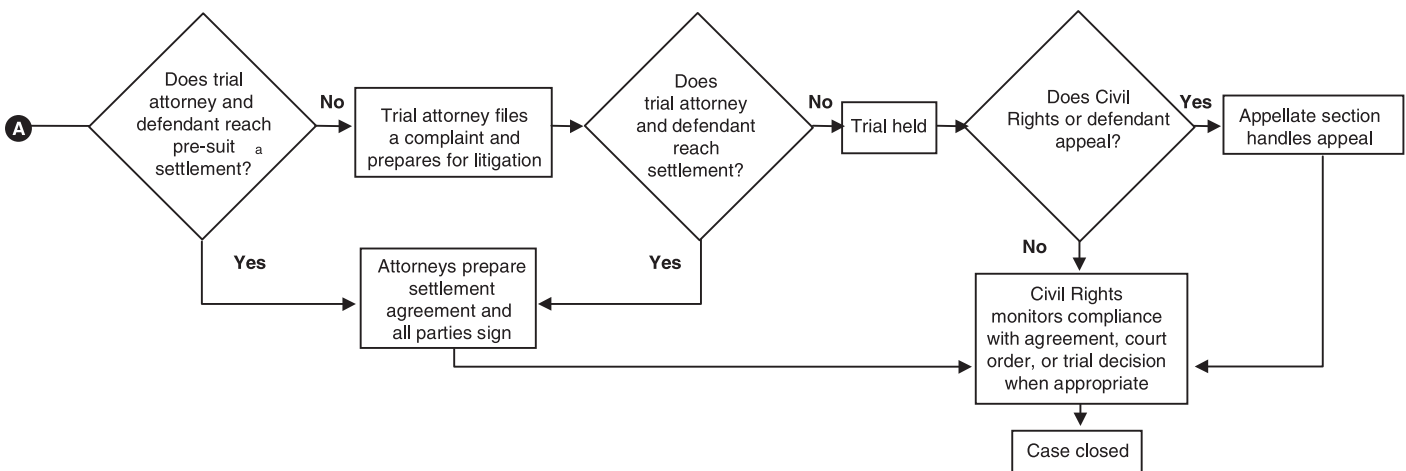 A
Does trial
attorney and
defendant reach
pre-suit a
settlement?
No
Yes
Trial attorney files
a complaint and
prepares for litigation
Does
trial attorney
and defendant
reach
settlement?
No
Yes
Attorneys prepare
settlement
agreement and
all parties sign
Trial held
Does Civil
Rights or defendant
appeal?
Yes
No
Appellate section
handles appeal
Civil Rights
monitors compliance
with agreement, court
order, or trial decision
when appropriate
Case closed